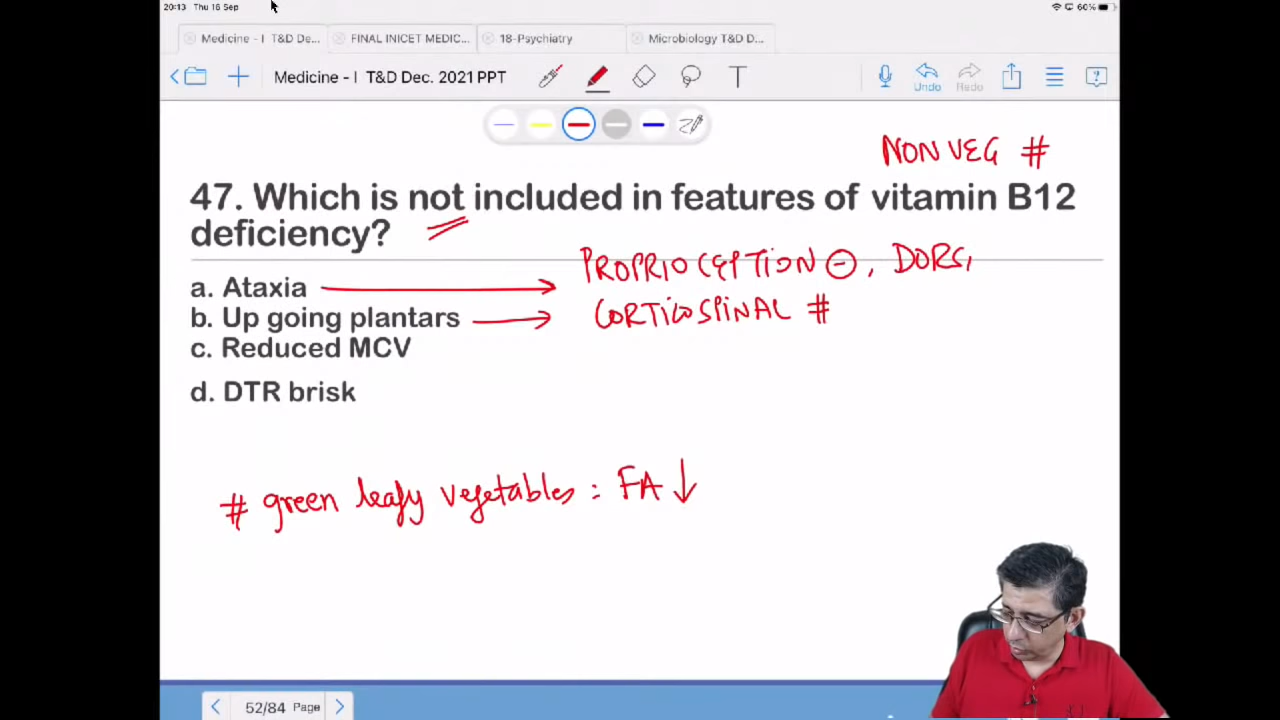 20:13 Thu 16 Sep
60%
Medicine - I T&D De...
FINAL INICET MEDIC...
18-Psychiatry
Microbiology T&D D...
Medicine - I T&D Dec. 2021 PPT
T
Undo
Redo
NON VEG #
47. Which is not included in features of vitamin B12
deficiency?
PROPRIOCEPTION ⊖, DORS,
a. Ataxia
CORTICOSPINAL #
b. Up going plantars
c. Reduced MCV
d. DTR brisk
# green leafy vegetables : FA ↓
52/84 Page